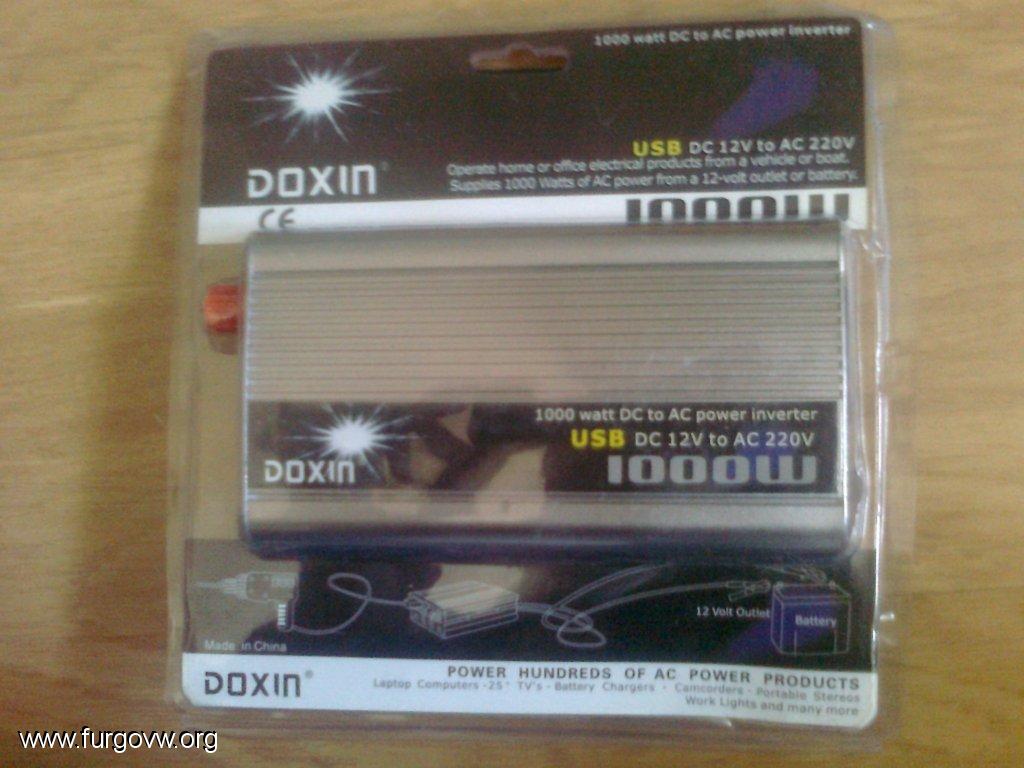 1000 watt DC to AC power inverter
USB DC 12V to AC 220V
Operate home or office electrical products from a vehicle or boat.
Supplies 1000 Watts of AC power from a 12-volt outlet or battery.
DOXIN®
CE
1000W
1000 watt DC to AC power inverter
USB DC 12V to AC 220V
DOXIN
1000W
12 Volt Outlet
Battery
Made in China
DOXIN®
POWER HUNDREDS OF AC POWER PRODUCTS
Laptop Computers - 25" TV's - Battery Chargers - Camcorders - Portable Stereos
Work Lights and many more
www.furgovw.org